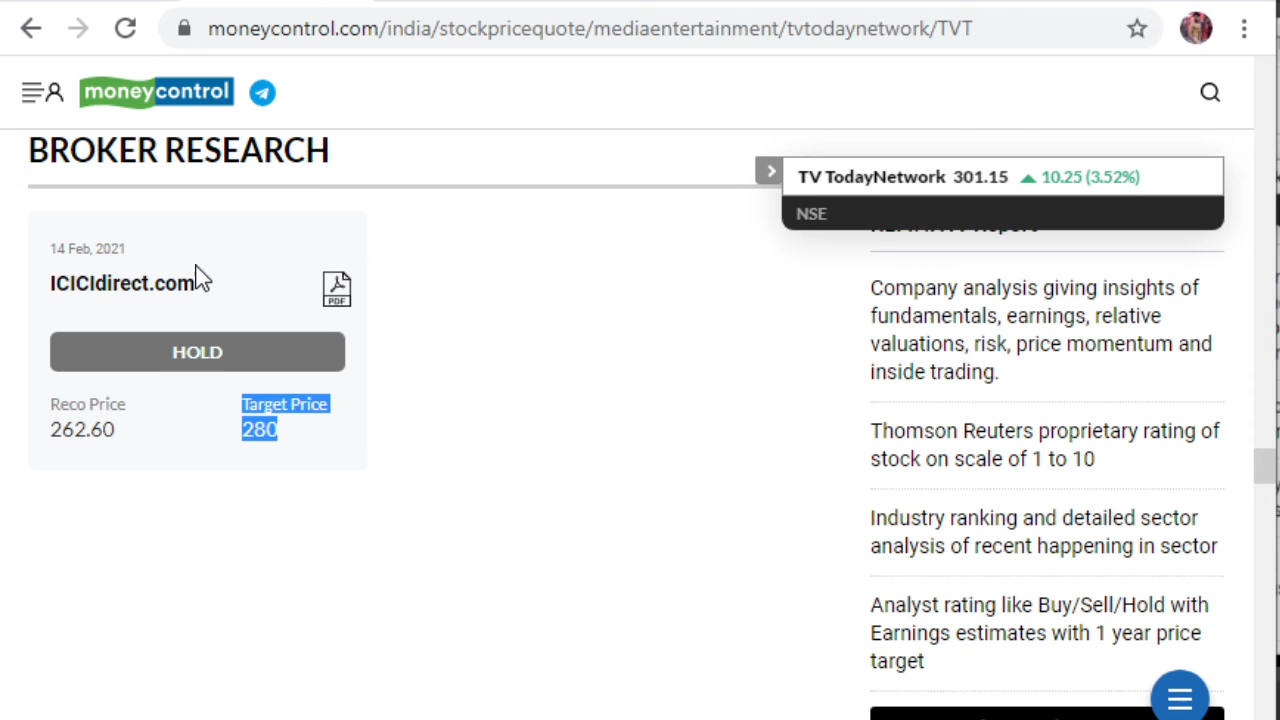 moneycontrol.com/india/stockpricequote/mediaentertainment/tvtodaynetwork/TVT
moneycontrol
BROKER RESEARCH
TV TodayNetwork 301.15 10.25 (3.52%)
NSE
14 Feb, 2021
ICICIdirect.com
PDF
HOLD
Reco Price Target Price
262.60 280
Report
Company analysis giving insights of
fundamentals, earnings, relative
valuations, risk, price momentum and
inside trading.
Thomson Reuters proprietary rating of
stock on scale of 1 to 10
Industry ranking and detailed sector
analysis of recent happening in sector
Analyst rating like Buy/Sell/Hold with
Earnings estimates with 1 year price
target